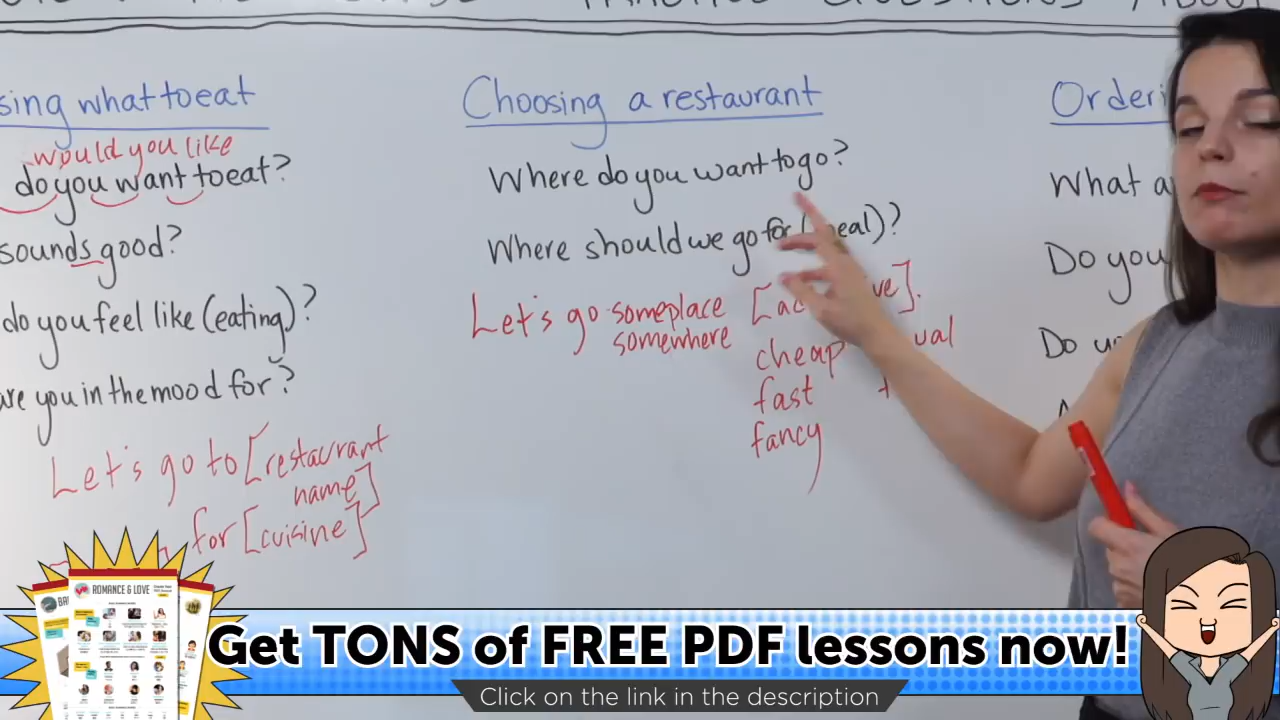 sing what to eat
would you like
do you want to eat?
sounds good?
do you feel like (eating)?
are you in the mood for?
Let's go to [restaurant
name]
for [cuisine]
Choosing a restaurant
Where do you want to go?
Where should we go for ( eal)?
Let's go someplace
somewhere
cheap
fast
fancy
Orderi
What a
Do you
Do yo
ROMANCE & LOVE
Get TONS of FREE PDF lessons now!
Click on the link in the description